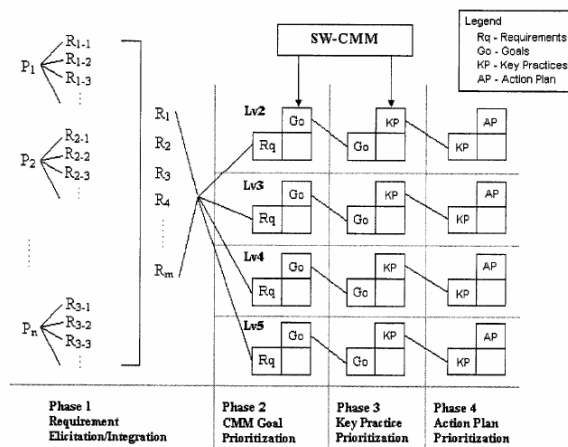 Legend
Rq - Requirements
Go - Goals
KP - Key Practices
AP - Action Plan
SW-CMM
P1
R1-1
R1-2
R1-3
P2
R2-1
R2-2
R2-3
Pn
R3-1
R3-2
R3-3
R1
R2
R3
R4
Rm
Lv2
Go
Rq
KP
Go
AP
KP
Lv3
Go
Rq
KP
Go
AP
KP
Lv4
Go
Rq
KP
Go
AP
KP
Lv5
Go
Rq
KP
Go
AP
KP
Phase 1
Requirement
Elicitation/Integration
Phase 2
CMM Goal
Prioritization
Phase 3
Key Practice
Prioritization
Phase 4
Action Plan
Prioritization